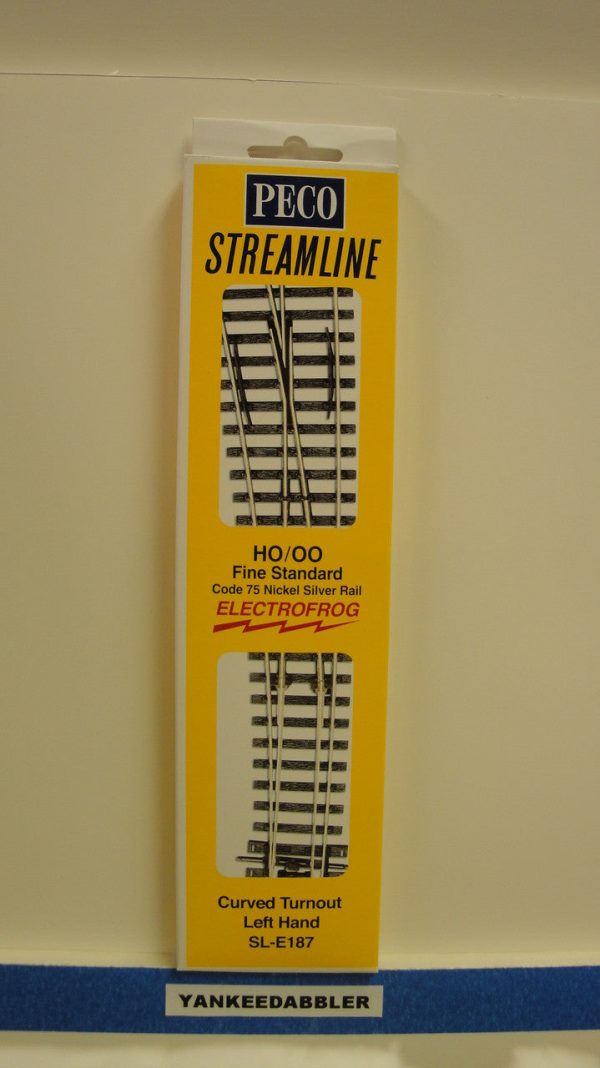 PECO
STREAMLINE
HO/OO
Fine Standard
Code 75 Nickel Silver Rail
ELECTROFROG
Curved Turnout
Left Hand
SL-E187
YANKEEDABBLER